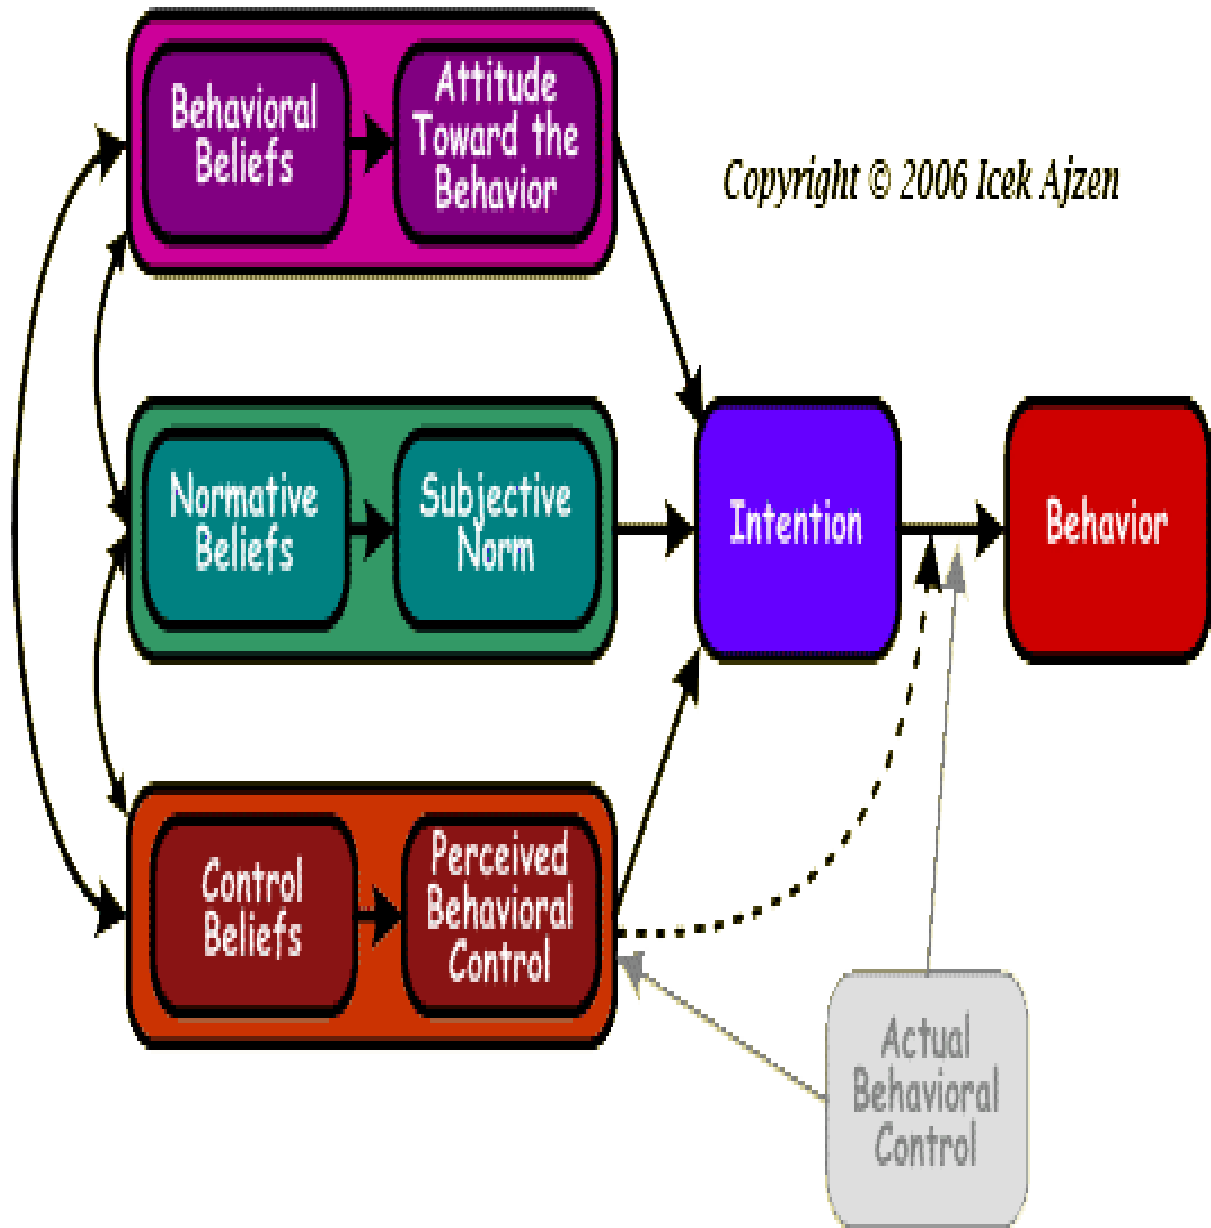 Behavioral
Beliefs
Attitude
Toward the
Behavior
Copyright © 2006 Icek Ajzen
Normative
Beliefs
Subjective
Norm
Intention
Behavior
Control
Beliefs
Perceived
Behavioral
Control
Actual
Behavioral
Control